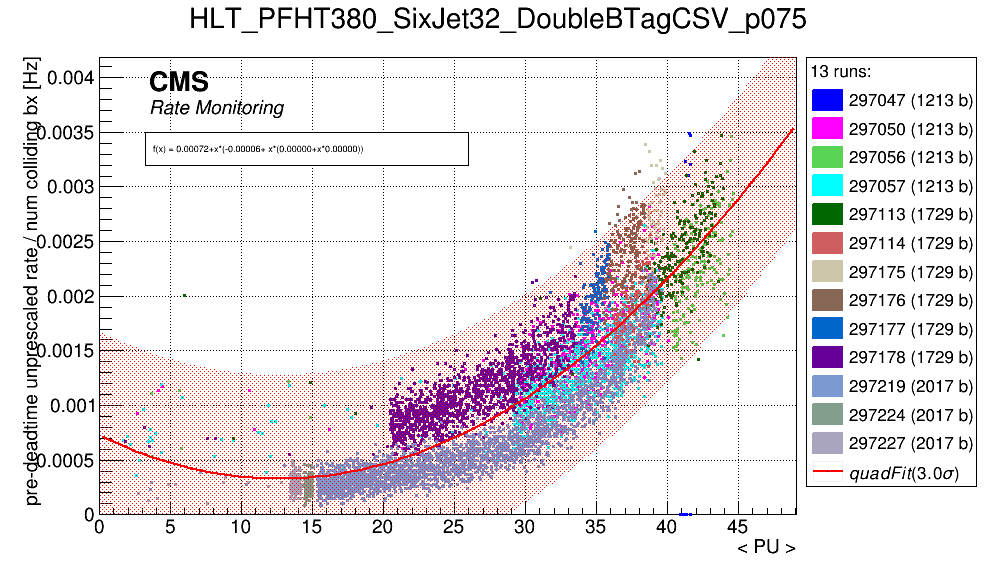 HLT_PFHT380_SixJet32_DoubleBTagCSV_p075
pre-deadtime unprescaled rate / num colliding bx [Hz]
0.004
0.0035
0.003
0.0025
0.002
0.0015
0.001
0.0005
0
CMS
Rate Monitoring
f(x) = 0.00072+x*(-0.00006+ x*(0.00000+x*0.00000))
0 5 10 15 20 25 30 35 40 45
< PU >
13 runs:
297047 (1213 b)
297050 (1213 b)
297056 (1213 b)
297057 (1213 b)
297113 (1729 b)
297114 (1729 b)
297175 (1729 b)
297176 (1729 b)
297177 (1729 b)
297178 (1729 b)
297219 (2017 b)
297224 (2017 b)
297227 (2017 b)
quadFit(3.0σ)